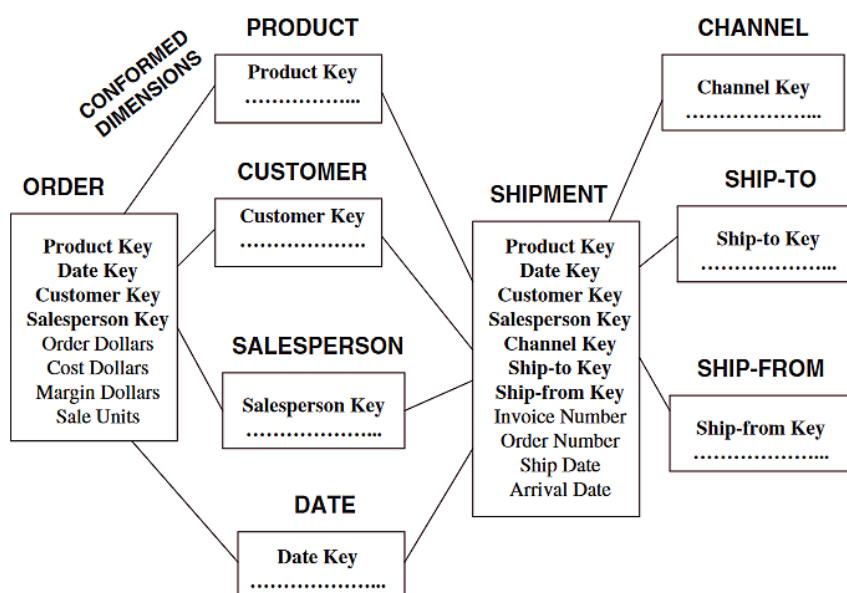 CONFORMED
DIMENSIONS
PRODUCT
Product Key
………………...
CUSTOMER
Customer Key
……………….
SALESPERSON
Salesperson Key
…………………...
DATE
Date Key
…………………...
ORDER
Product Key
Date Key
Customer Key
Salesperson Key
Order Dollars
Cost Dollars
Margin Dollars
Sale Units
SHIPMENT
Product Key
Date Key
Customer Key
Salesperson Key
Channel Key
Ship-to Key
Ship-from Key
Invoice Number
Order Number
Ship Date
Arrival Date
CHANNEL
Channel Key
…………………...
SHIP-TO
Ship-to Key
…………………...
SHIP-FROM
Ship-from Key
…………………...